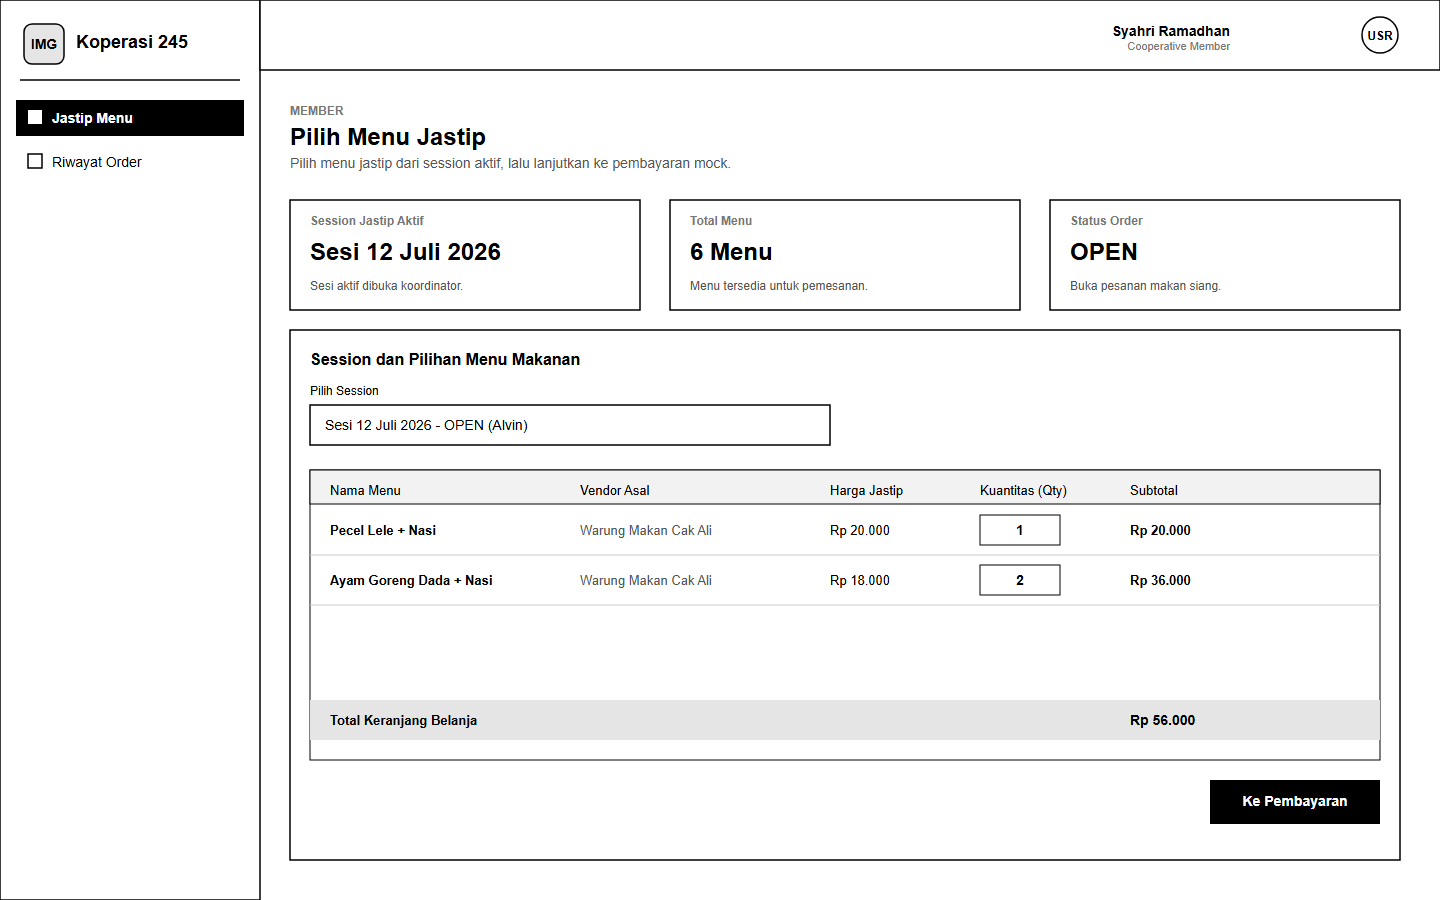 IMG
Koperasi 245
Jastip Menu
Riwayat Order
Syahri Ramadhan
Cooperative Member
USR
MEMBER
Pilih Menu Jastip
Pilih menu jastip dari session aktif, lalu lanjutkan ke pembayaran mock.
Session Jastip Aktif
Sesi 12 Juli 2026
Sesi aktif dibuka koordinator.
Total Menu
6 Menu
Menu tersedia untuk pemesanan.
Status Order
OPEN
Buka pesanan makan siang.
Session dan Pilihan Menu Makanan
Pilih Session
Sesi 12 Juli 2026 - OPEN (Alvin)
Nama Menu Vendor Asal Harga Jastip Kuantitas (Qty) Subtotal
Pecel Lele + Nasi Warung Makan Cak Ali Rp 20.000 1 Rp 20.000
Ayam Goreng Dada + Nasi Warung Makan Cak Ali Rp 18.000 2 Rp 36.000
Total Keranjang Belanja Rp 56.000
Ke Pembayaran